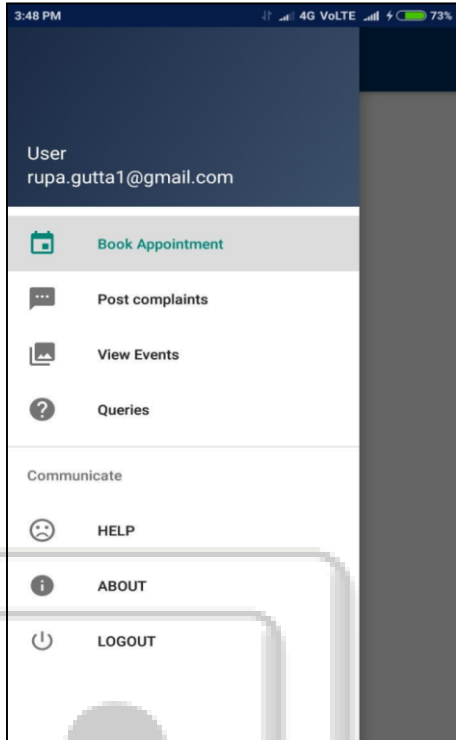 3:48 PM 4G VoLTE 73%
User
rupa.gutta1@gmail.com
Book Appointment
Post complaints
View Events
Queries
Communicate
HELP
ABOUT
LOGOUT